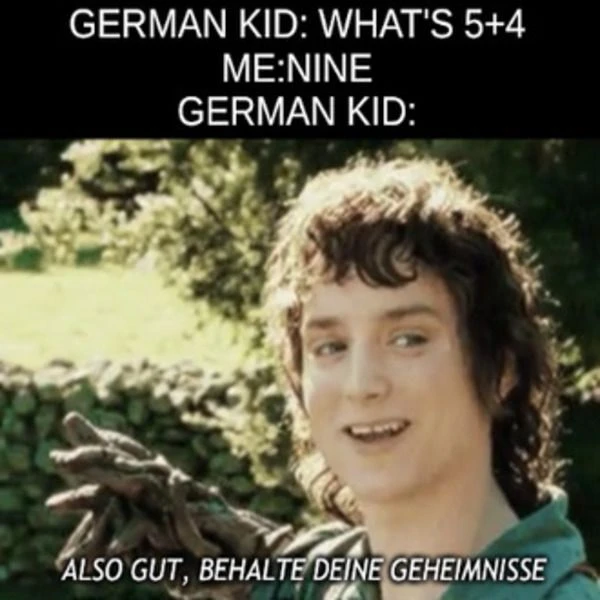 GERMAN KID: WHAT'S 5+4
ME:NINE
GERMAN KID:
ALSO GUT, BEHALTE DEINE GEHEIMNISSE